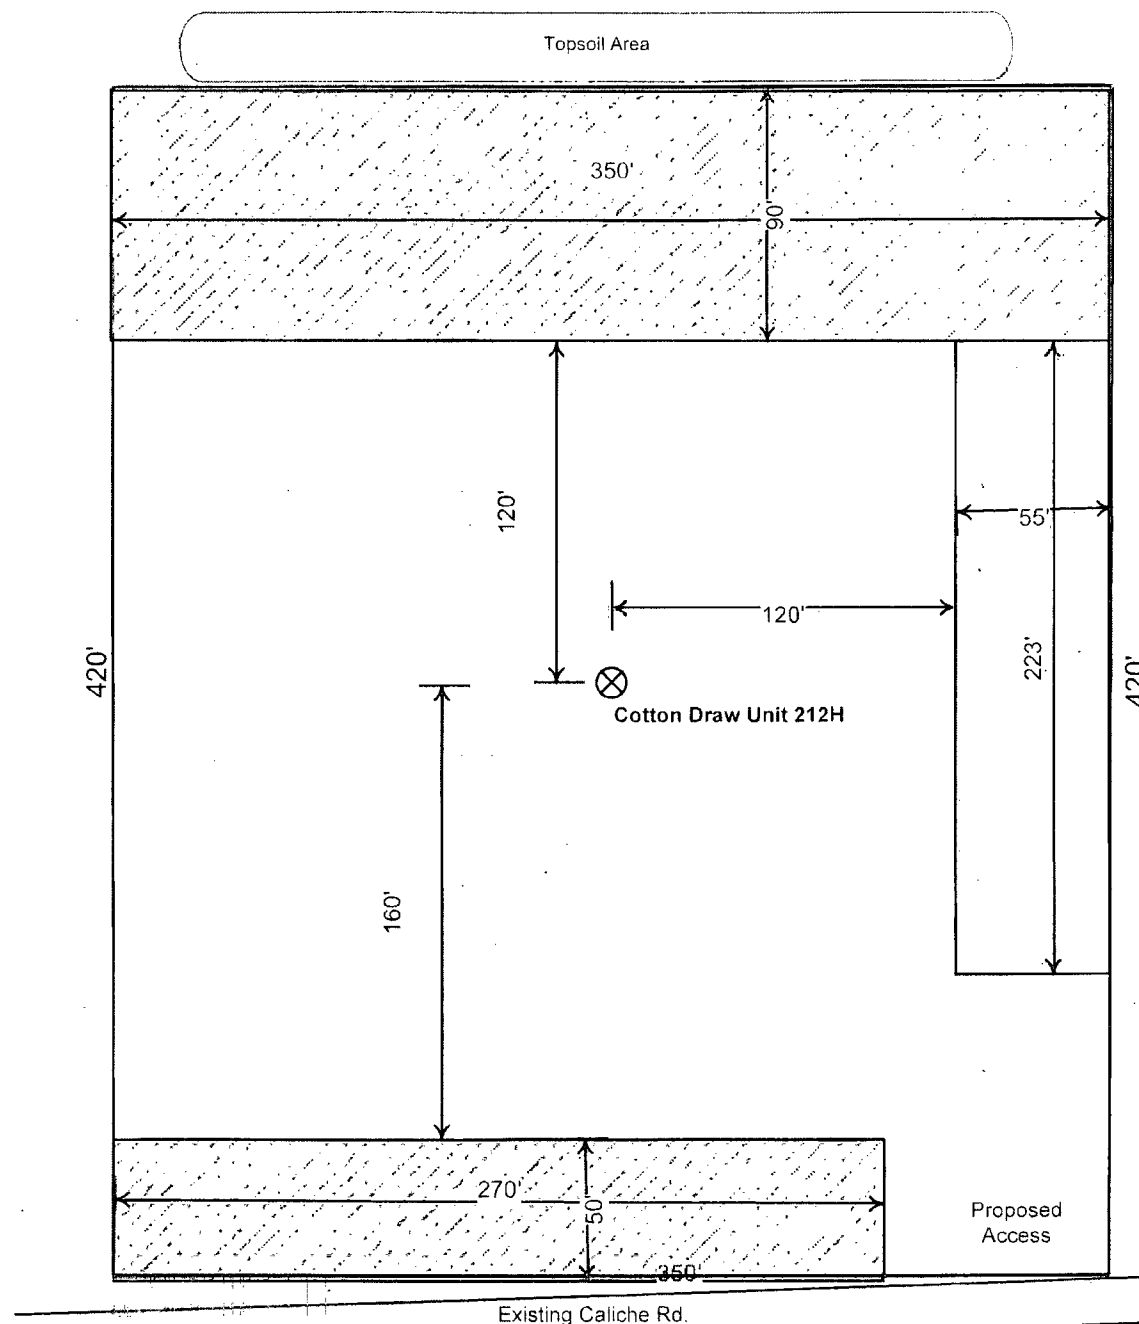 Topsoil Area
350'
90'
120'
55'
120'
223'
420'
420'
Cotton Draw Unit 212H
160'
270'
50'
Proposed
Access
350'
Existing Caliche Rd.